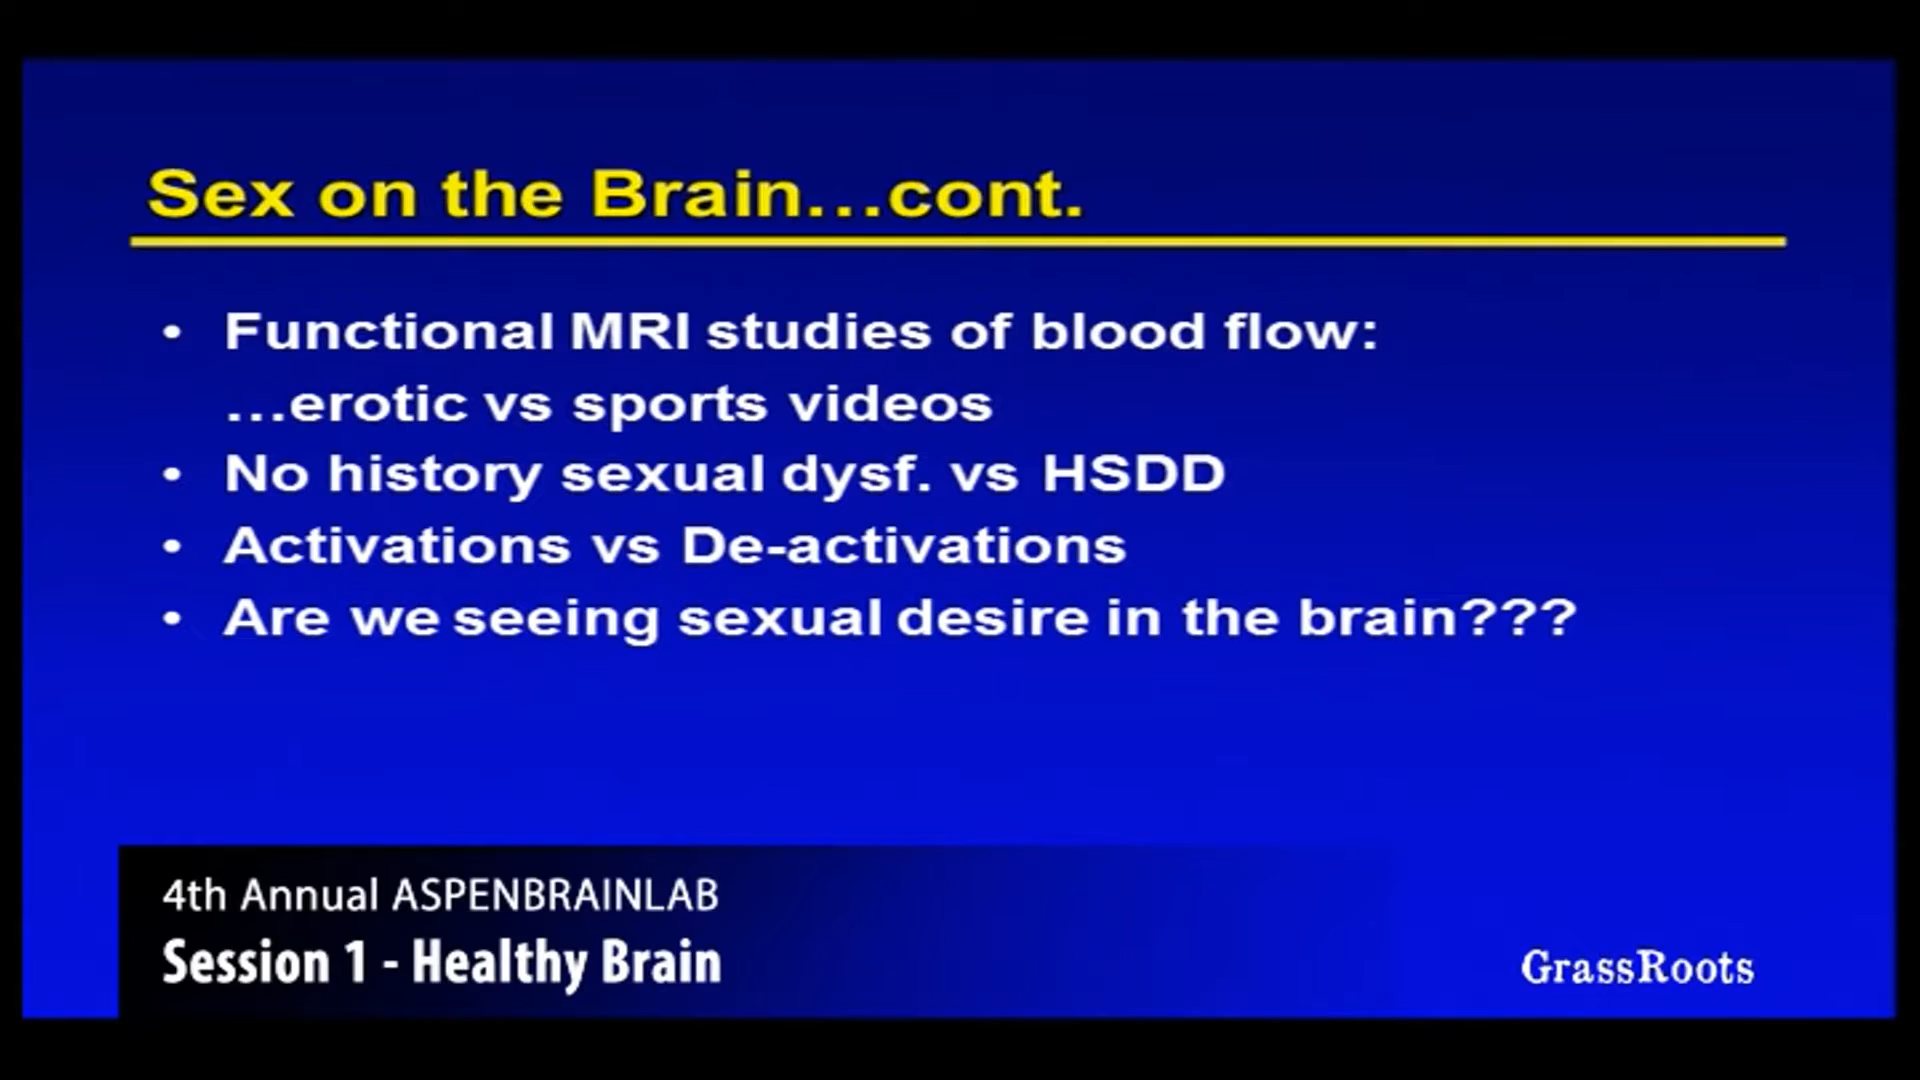 Sex on the Brain...cont.
• Functional MRI studies of blood flow:
...erotic vs sports videos
• No history sexual dysf. vs HSDD
• Activations vs De-activations
• Are we seeing sexual desire in the brain???
4th Annual ASPENBRAINLAB
Session 1 - Healthy Brain
GrassRoots